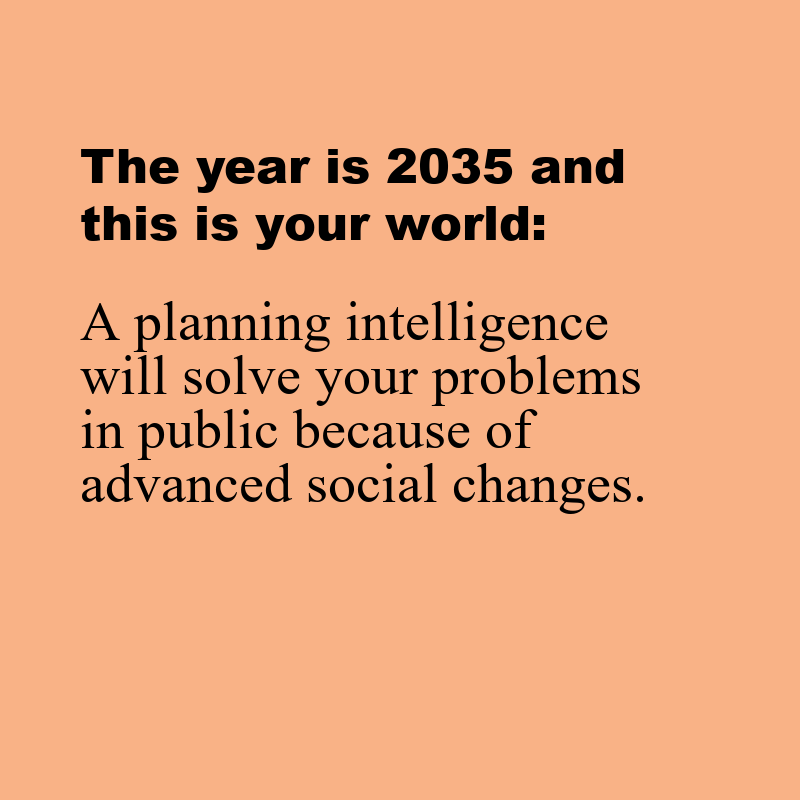 The year is 2035 and
this is your world:
A planning intelligence
will solve your problems
in public because of
advanced social changes.